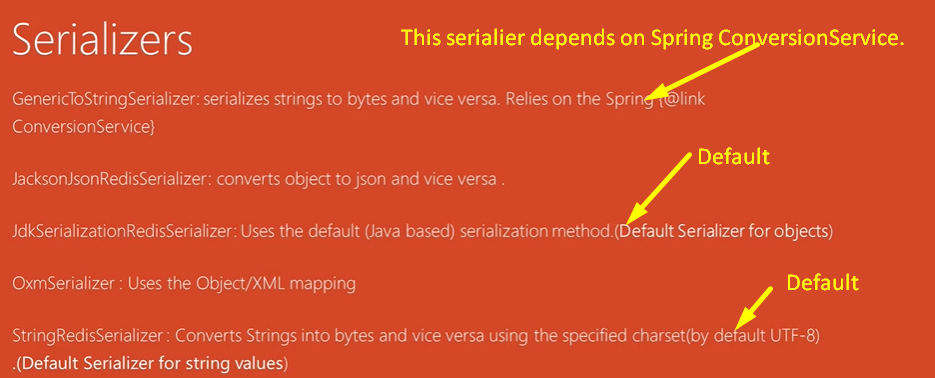 Serializers
This serialier depends on Spring ConversionService.
GenericToStringSerializer: serializes strings to bytes and vice versa. Relies on the Spring {@link
ConversionService}
Default
JacksonJsonRedisSerializer: converts object to json and vice versa .
JdkSerializationRedisSerializer: Uses the default (Java based) serialization method.(Default Serializer for objects)
OxmSerializer : Uses the Object/XML mapping
Default
StringRedisSerializer : Converts Strings into bytes and vice versa using the specified charset(by default UTF-8)
.(Default Serializer for string values)